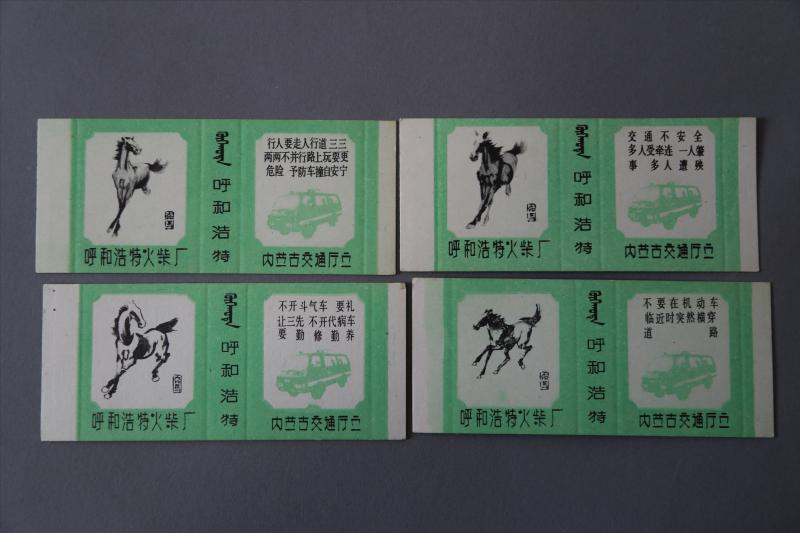 呼和浩特火柴厂
呼和浩特
行人要走人行道 三三
两两不并行路上玩耍更
危险 予防车撞自安宁
内蒙古交通厅立
呼和浩特火柴厂
呼和浩特
交通不安全
多人受牵连 一人肇
事 多人遭殃
内蒙古交通厅立
呼和浩特火柴厂
呼和浩特
不开斗气车 要礼
让三先 不开代病车
要勤修勤养
内蒙古交通厅立
呼和浩特火柴厂
呼和浩特
不要在机动车
临近时突然横穿
道路
内蒙古交通厅立